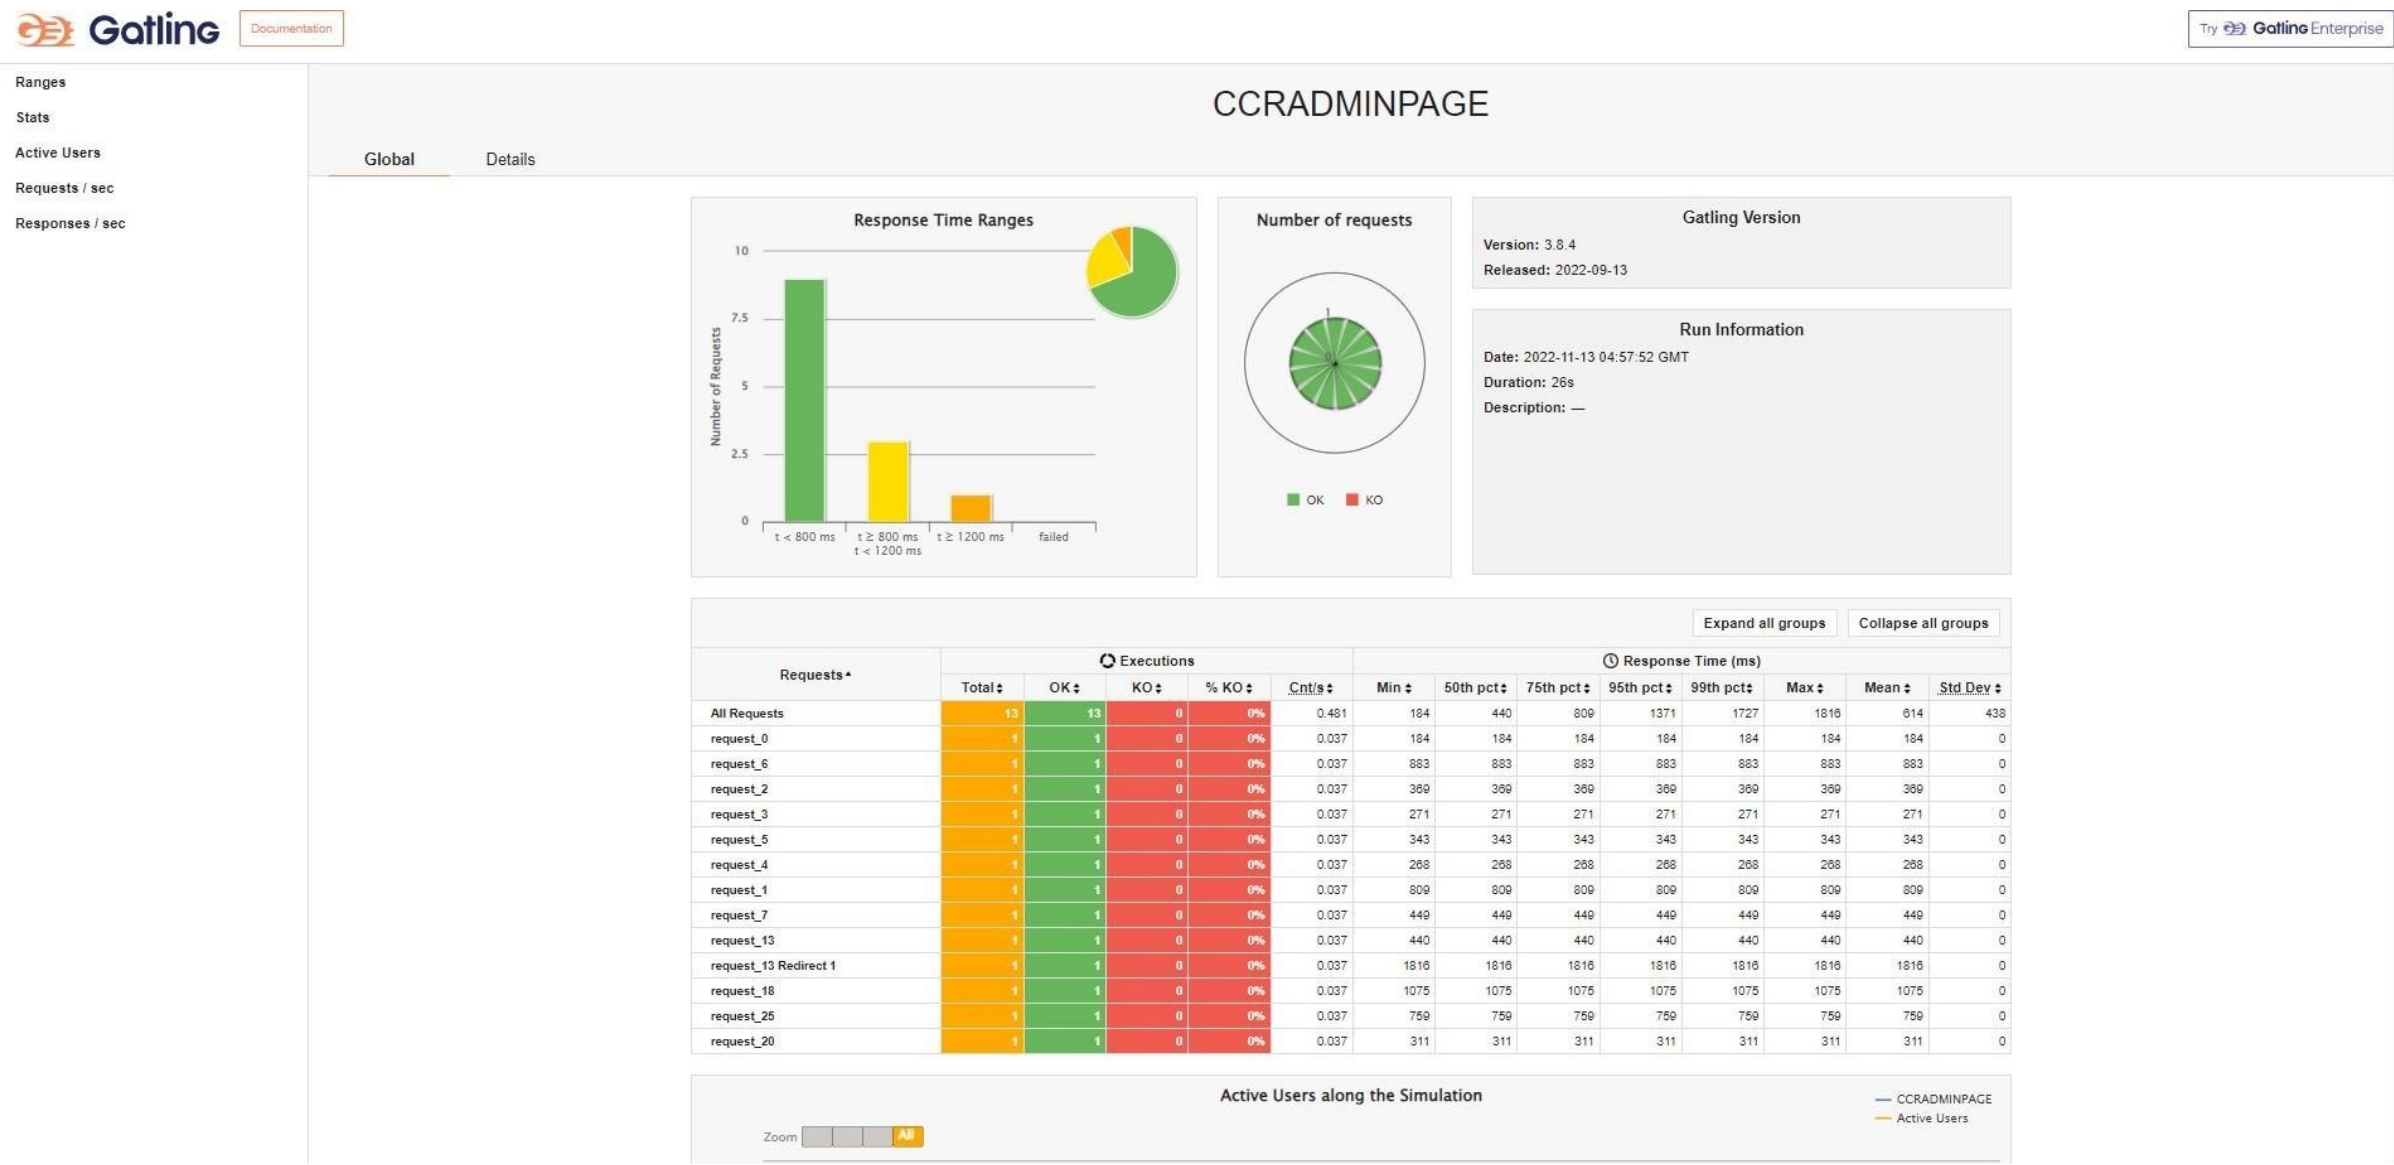 Gatling
Documentation
Try Gatling Enterprise
Ranges
Stats
Active Users
Requests / sec
Responses / sec
CCRADMINPAGE
Global Details
Response Time Ranges
Number of Requests
10
7.5
5
2.5
0
t < 800 ms
t ≥ 800 ms
t < 1200 ms
t ≥ 1200 ms
failed
Number of requests
1
0
OK KO
Gatling Version
Version: 3.8.4
Released: 2022-09-13
Run Information
Date: 2022-11-13 04:57:52 GMT
Duration: 26s
Description: —
Expand all groups Collapse all groups
Requests Executions Response Time (ms)
Total OK KO % KO Cnt/s Min 50th pct 75th pct 95th pct 99th pct Max Mean Std Dev
All Requests 13 13 0 0% 0.481 184 440 809 1371 1727 1816 614 438
request_0 1 1 0 0% 0.037 184 184 184 184 184 184 184 0
request_6 1 1 0 0% 0.037 883 883 883 883 883 883 883 0
request_2 1 1 0 0% 0.037 369 369 369 369 369 369 369 0
request_3 1 1 0 0% 0.037 271 271 271 271 271 271 271 0
request_5 1 1 0 0% 0.037 343 343 343 343 343 343 343 0
request_4 1 1 0 0% 0.037 268 268 268 268 268 268 268 0
request_1 1 1 0 0% 0.037 809 809 809 809 809 809 809 0
request_7 1 1 0 0% 0.037 449 449 449 449 449 449 449 0
request_13 1 1 0 0% 0.037 440 440 440 440 440 440 440 0
request_13 Redirect 1 1 1 0 0% 0.037 1816 1816 1816 1816 1816 1816 1816 0
request_18 1 1 0 0% 0.037 1075 1075 1075 1075 1075 1075 1075 0
request_25 1 1 0 0% 0.037 759 759 759 759 759 759 759 0
request_20 1 1 0 0% 0.037 311 311 311 311 311 311 311 0
Active Users along the Simulation
CCRADMINPAGE
Active Users
Zoom All